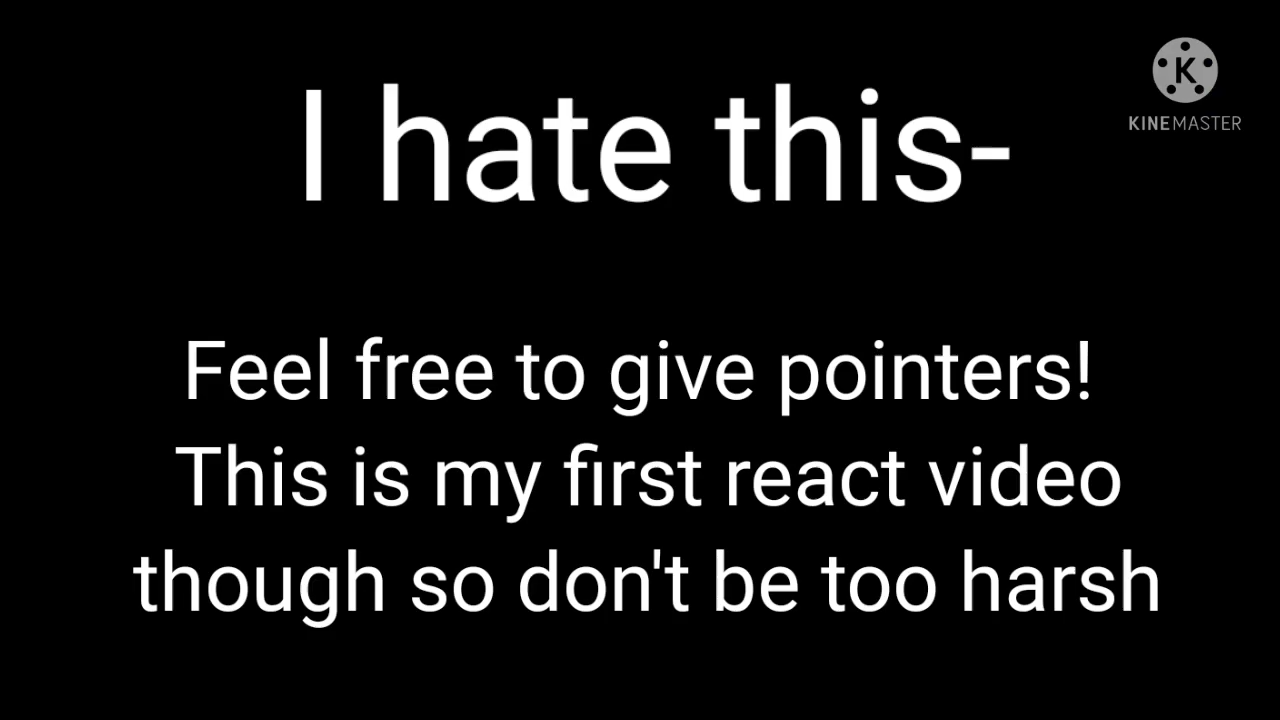 I hate this-
K
KINEMASTER
Feel free to give pointers!
This is my first react video
though so don't be too harsh